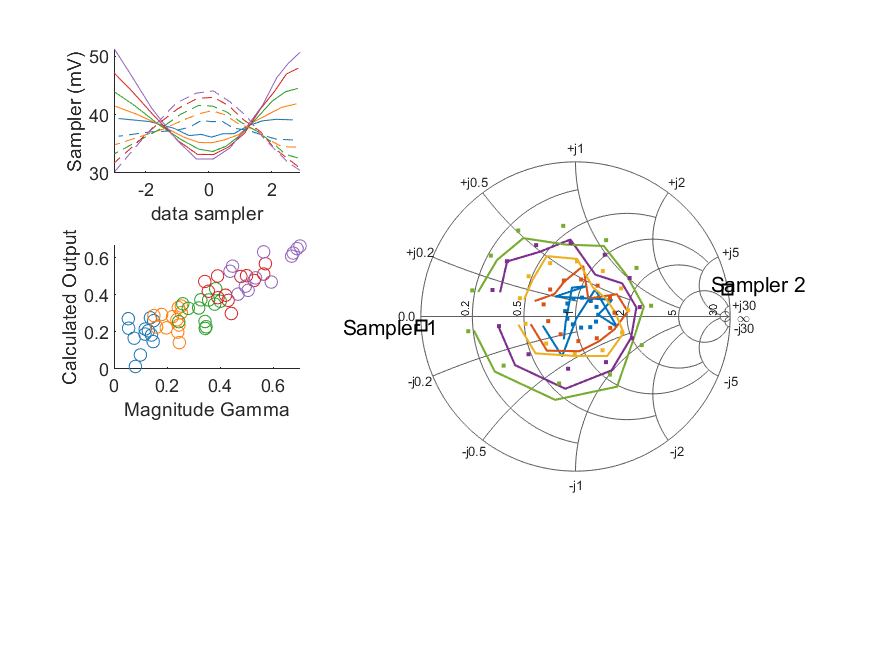 Sampler (mV)
50
40
30
-2 0 2
data sampler
Calculated Output
0.6
0.4
0.2
0
0 0.2 0.4 0.6
Magnitude Gamma
+j1
+j0.5
+j2
+j0.2
+j5
Sampler 2
+j30
0.0
0.2
0.5
1
2
5
30
∞
-j30
Sampler 1
-j0.2
-j5
-j0.5
-j2
-j1